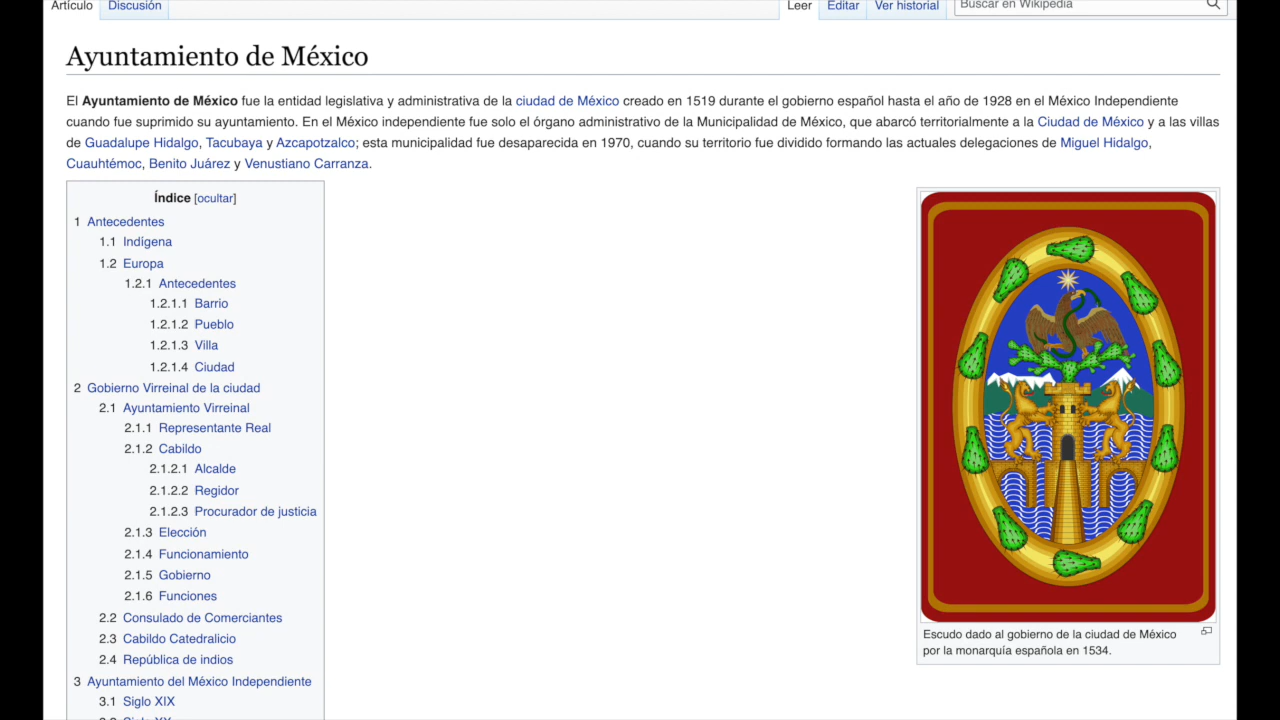 Artículo Discusión Leer Editar Ver historial Buscar en Wikipedia
Ayuntamiento de México
El Ayuntamiento de México fue la entidad legislativa y administrativa de la ciudad de México creado en 1519 durante el gobierno español hasta el año de 1928 en el México Independiente
cuando fue suprimido su ayuntamiento. En el México independiente fue solo el órgano administrativo de la Municipalidad de México, que abarcó territorialmente a la Ciudad de México y a las villas
de Guadalupe Hidalgo, Tacubaya y Azcapotzalco; esta municipalidad fue desaparecida en 1970, cuando su territorio fue dividido formando las actuales delegaciones de Miguel Hidalgo,
Cuauhtémoc, Benito Juárez y Venustiano Carranza.
Índice [ocultar]
1 Antecedentes
1.1 Indígena
1.2 Europa
1.2.1 Antecedentes
1.2.1.1 Barrio
1.2.1.2 Pueblo
1.2.1.3 Villa
1.2.1.4 Ciudad
2 Gobierno Virreinal de la ciudad
2.1 Ayuntamiento Virreinal
2.1.1 Representante Real
2.1.2 Cabildo
2.1.2.1 Alcalde
2.1.2.2 Regidor
2.1.2.3 Procurador de justicia
2.1.3 Elección
2.1.4 Funcionamiento
2.1.5 Gobierno
2.1.6 Funciones
2.2 Consulado de Comerciantes
2.3 Cabildo Catedralicio
2.4 República de indios
3 Ayuntamiento del México Independiente
3.1 Siglo XIX
Siglo XX
Escudo dado al gobierno de la ciudad de México
por la monarquía española en 1534.